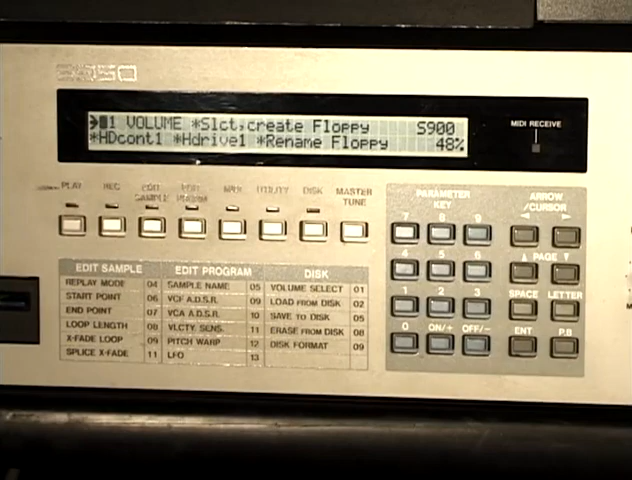 950
➔■1 VOLUME *Slct,create Floppy S900
*HDcont1 *Hdrive1 *Rename Floppy 48%
MIDI RECEIVE
PLAY REC EDIT SAMPLE EDIT PROGRAM MIDI UTILITY DISK MASTER TUNE
PARAMETER KEY
ARROW /CURSOR
7 8 9
4 5 6 ▲ PAGE ▼
1 2 3 SPACE LETTER
0 ON/+ OFF/- ENT P.B
EDIT SAMPLE EDIT PROGRAM DISK
REPLAY MODE 04 SAMPLE NAME 05 VOLUME SELECT 01
START POINT 06 VCF A.D.S.R. 09 LOAD FROM DISK 02
END POINT 07 VCA A.D.S.R. 10 SAVE TO DISK 05
LOOP LENGTH 08 VLCTY SENS. 11 ERASE FROM DISK 08
X-FADE LOOP 09 PITCH WARP 12 DISK FORMAT 09
SPLICE X-FADE 11 LFO 13